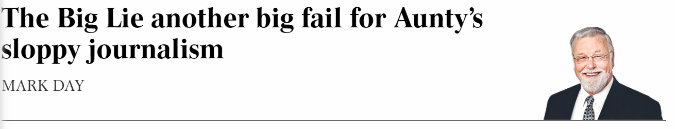 The Big Lie another big fail for Aunty’s
sloppy journalism
MARK DAY